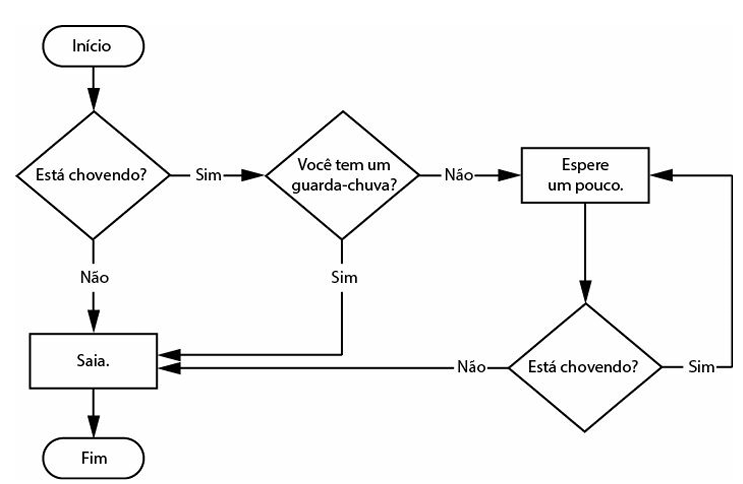 Início
Está chovendo?
Sim
Você tem um
guarda-chuva?
Não
Espere
um pouco.
Não
Sim
Saia.
Não
Está chovendo?
Sim
Fim